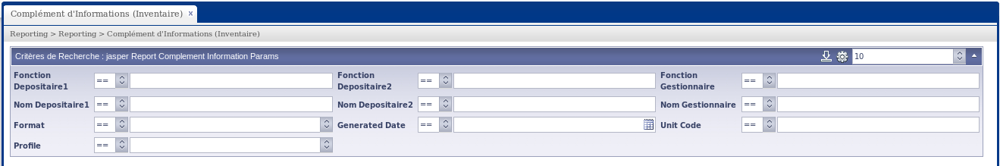 Complément d'Informations (Inventaire) x
Reporting > Reporting > Complément d'Informations (Inventaire)
Critères de Recherche : jasper Report Complement Information Params 10
Fonction Depositaire1 == Fonction Depositaire2 == Fonction Gestionnaire ==
Nom Depositaire1 == Nom Depositaire2 == Nom Gestionnaire ==
Format == Generated Date == Unit Code ==
Profile ==